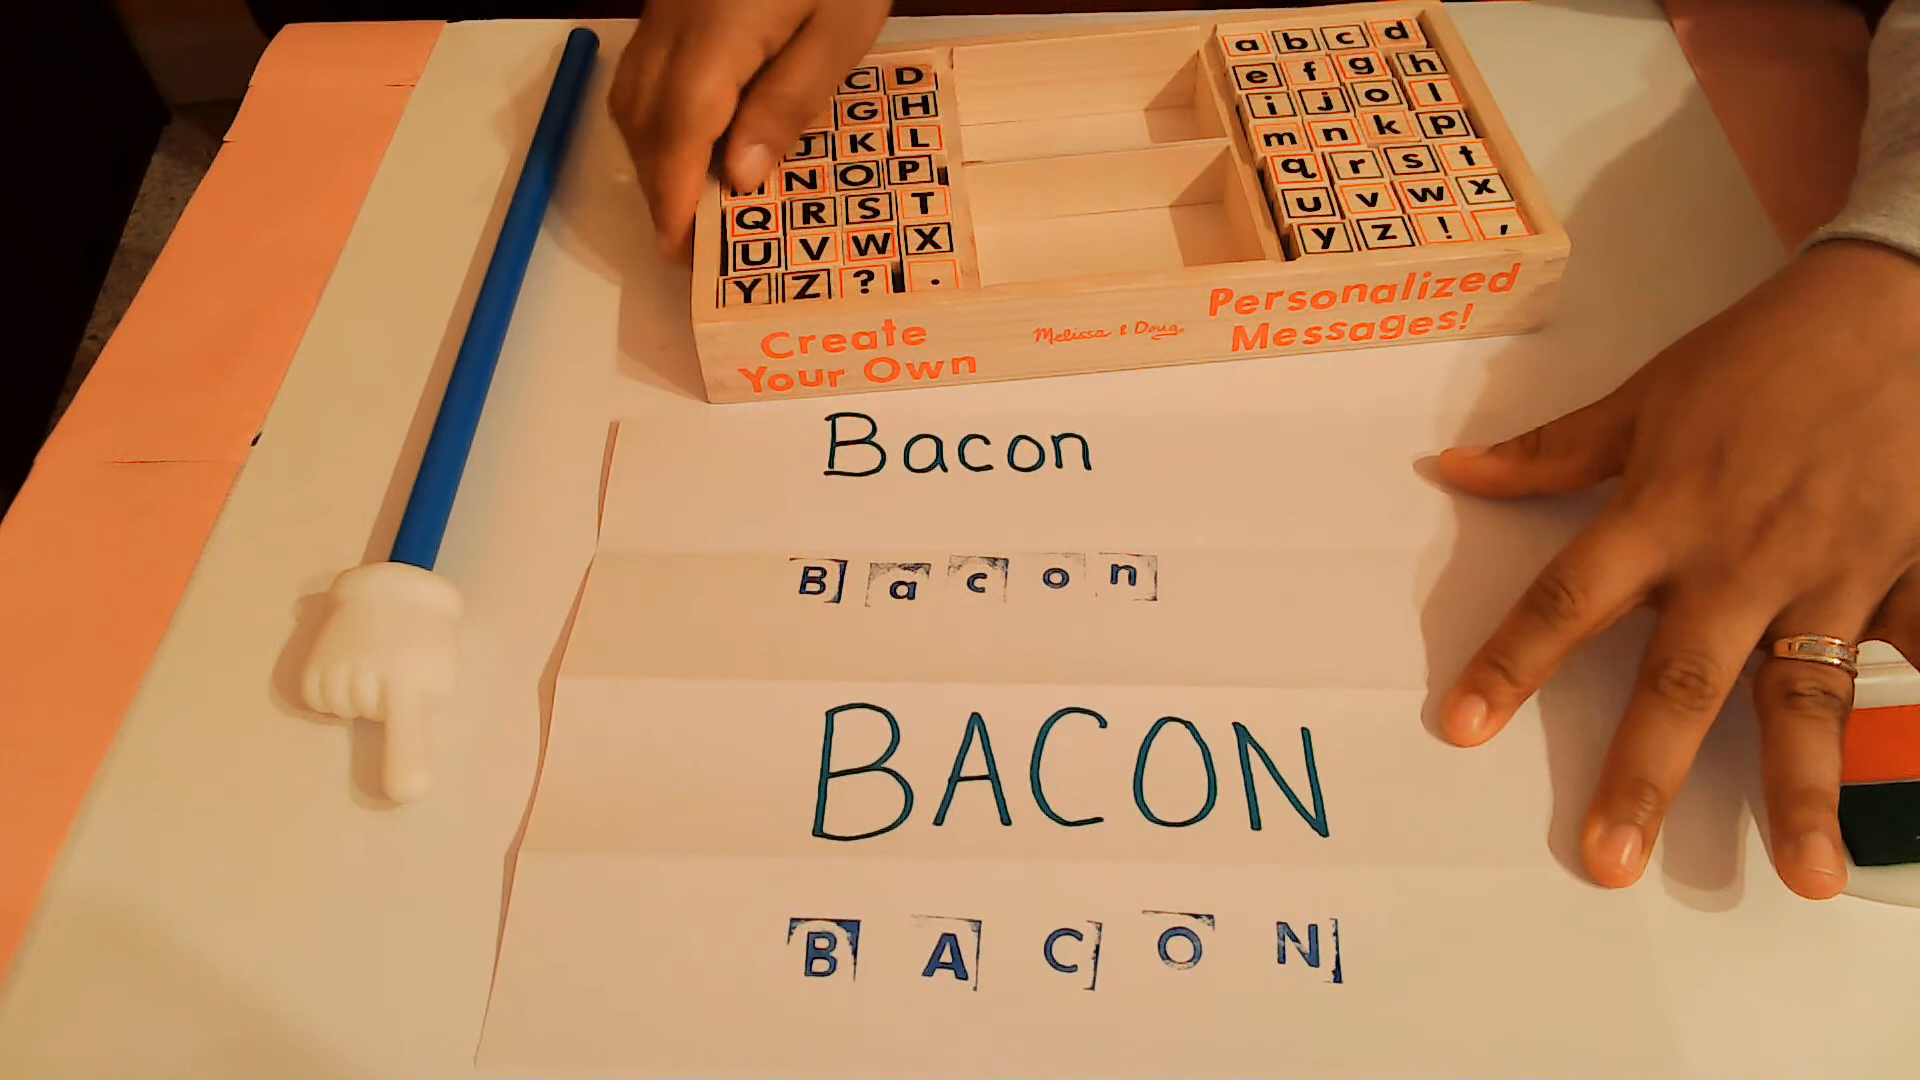 C D
G H
J K L
M N O P
Q R S T
U V W X
Y Z ? .
a b c d
e f g h
i j o l
m n k p
q r s t
u v w x
y z ! ,
Create
Your Own
Melissa & Doug
Personalized
Messages!
Bacon
Bacon
BACON
BACON